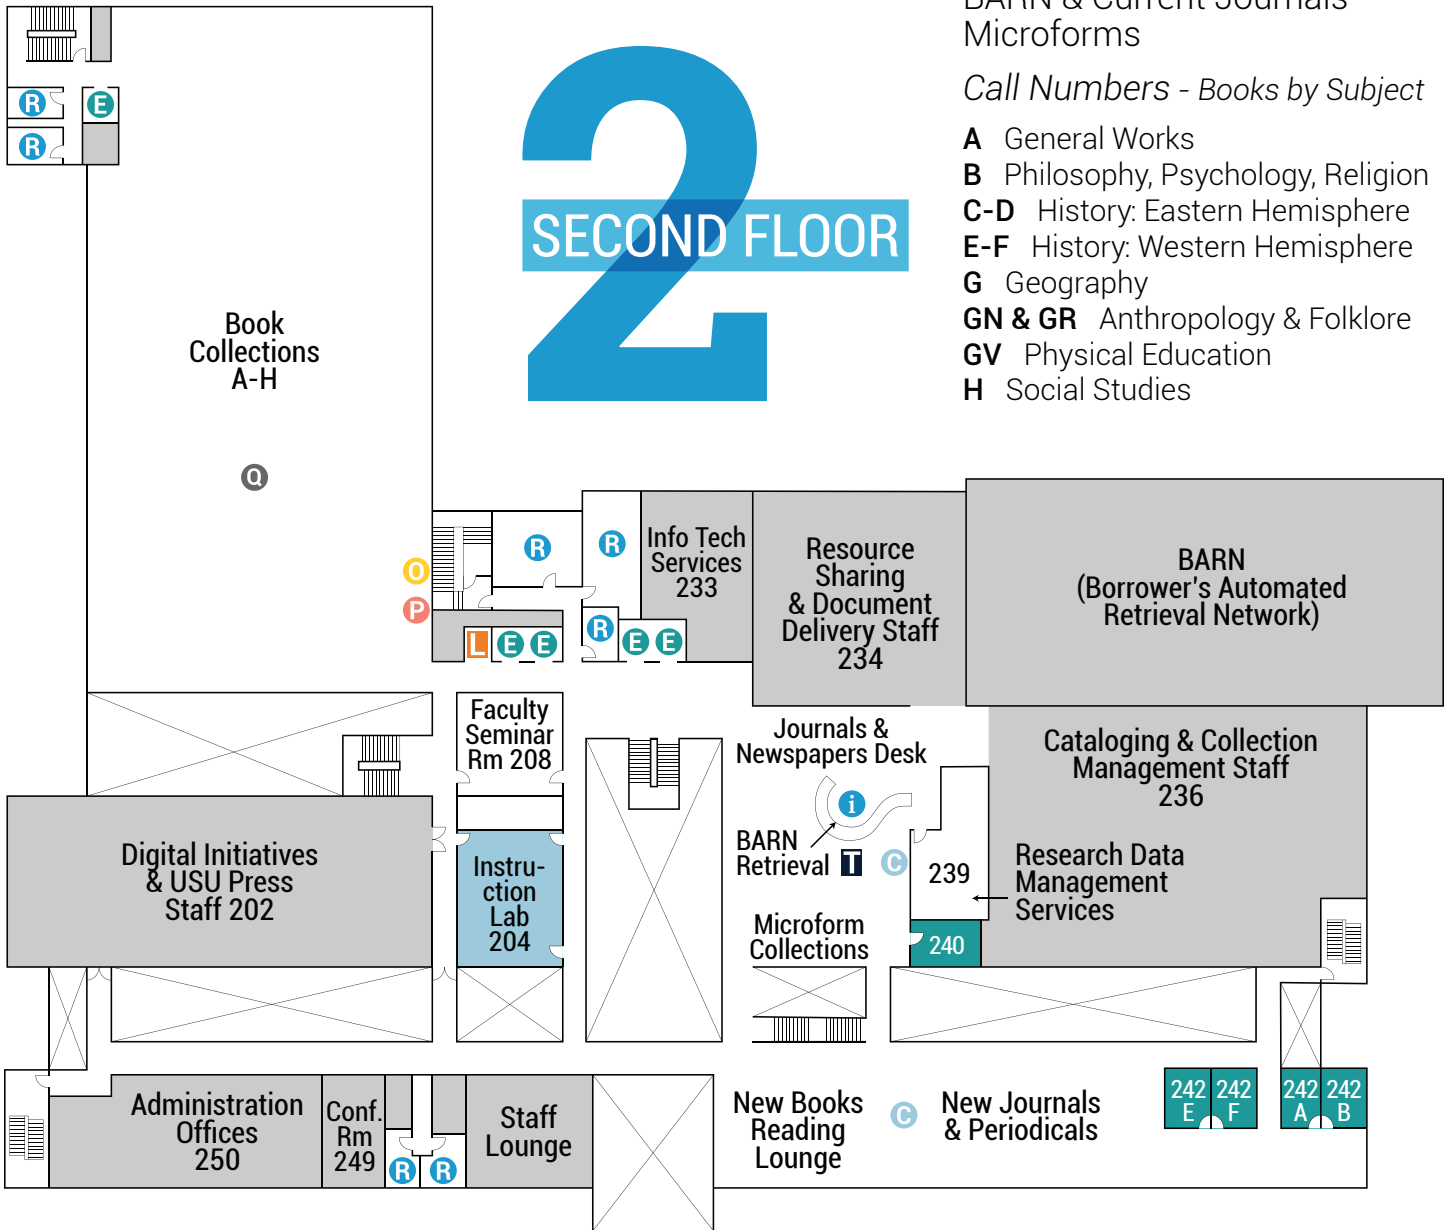 BARN & Current Journals
Microforms
Call Numbers - Books by Subject
A General Works
B Philosophy, Psychology, Religion
C-D History: Eastern Hemisphere
E-F History: Western Hemisphere
G Geography
GN & GR Anthropology & Folklore
GV Physical Education
H Social Studies
2
SECOND FLOOR
R
E
R
Book
Collections
A-H
Q
O
P
R
R
R
L
E
E
E
E
Info Tech
Services
233
Resource
Sharing
& Document
Delivery Staff
234
BARN
(Borrower's Automated
Retrieval Network)
Faculty
Seminar
Rm 208
Journals &
Newspapers Desk
i
BARN
Retrieval
T
C
Cataloging & Collection
Management Staff
236
239
Research Data
Management
Services
240
Digital Initiatives
& USU Press
Staff 202
Instru-
ction
Lab
204
Microform
Collections
Administration
Offices
250
Conf.
Rm
249
R
R
Staff
Lounge
New Books
Reading
Lounge
C
New Journals
& Periodicals
242
E
242
F
242
A
242
B